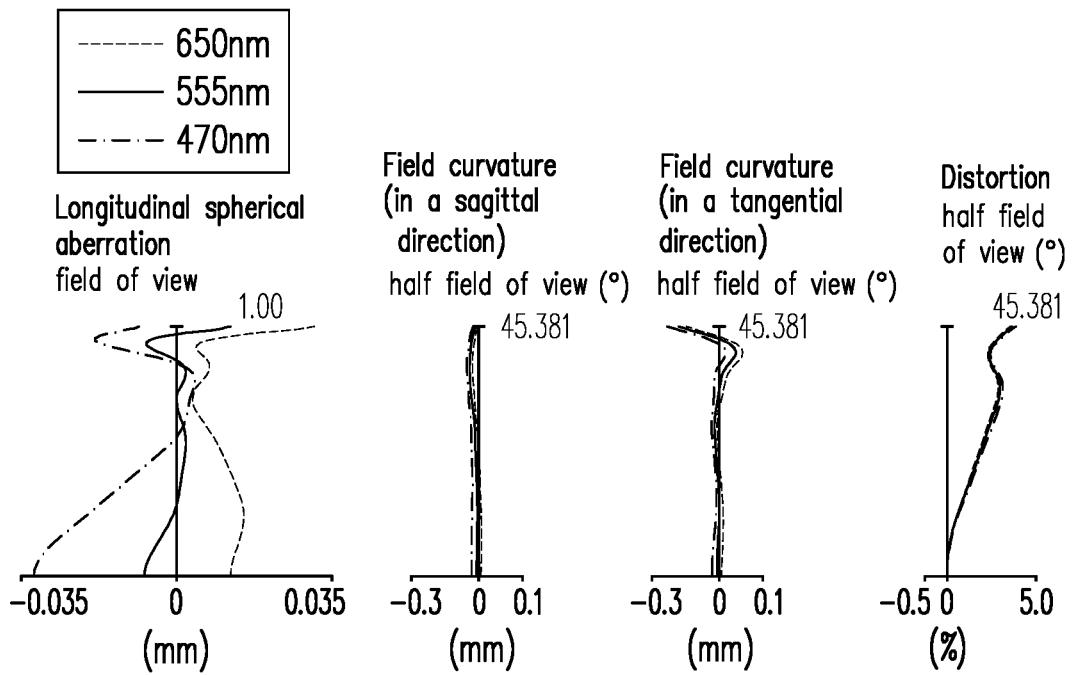 650nm
555nm
470nm
Longitudinal spherical
aberration
field of view
1.00
-0.035 0 0.035
(mm)
Field curvature
(in a sagittal
direction)
half field of view (°)
45.381
-0.3 0 0.1
(mm)
Field curvature
(in a tangential
direction)
half field of view (°)
45.381
-0.3 0 0.1
(mm)
Distortion
half field
of view (°)
45.381
-0.5 0 5.0
(%)